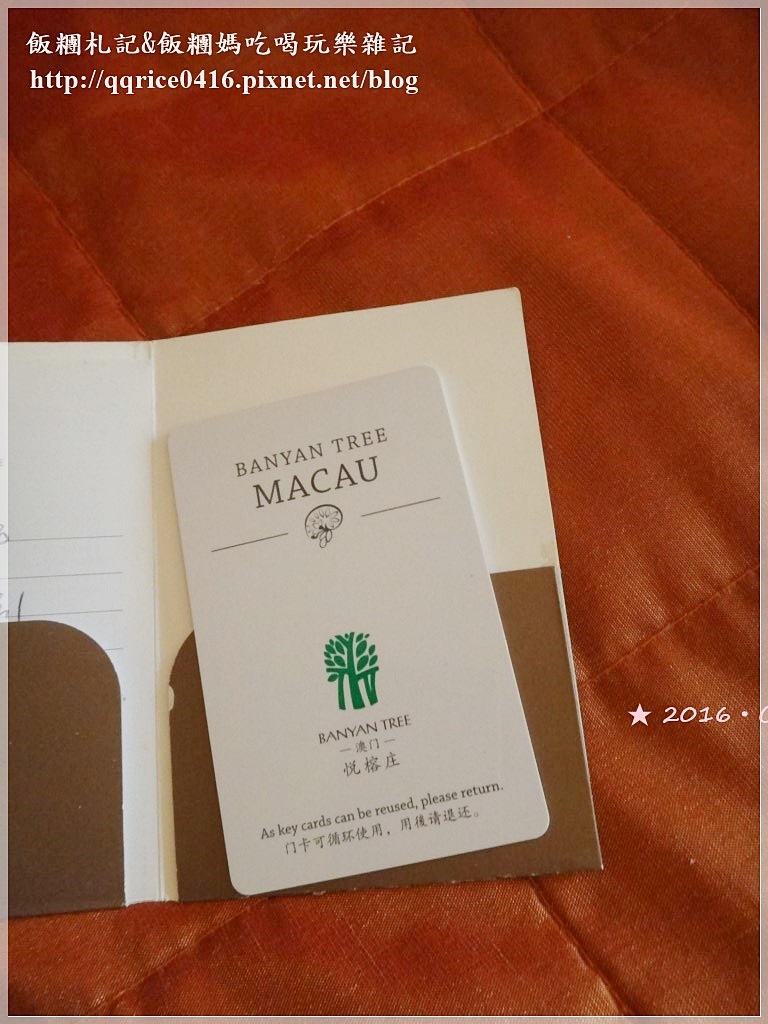 飯糰札記&飯糰媽吃喝玩樂雜記
http://qqrice0416.pixnet.net/blog
BANYAN TREE
MACAU
BANYAN TREE
— 澳门 —
悦榕庄
As key cards can be reused, please return.
门卡可循环使用，用後请退还。
★ 2016 •